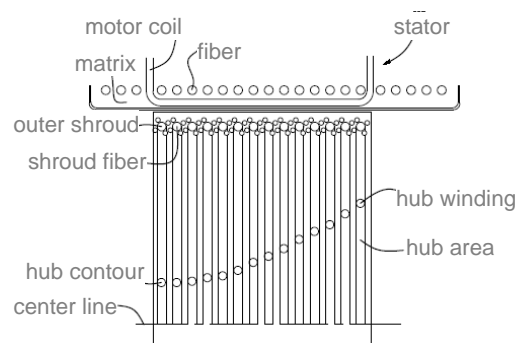 motor coil
stator
fiber
matrix
outer shroud
shroud fiber
hub winding
hub area
hub contour
center line